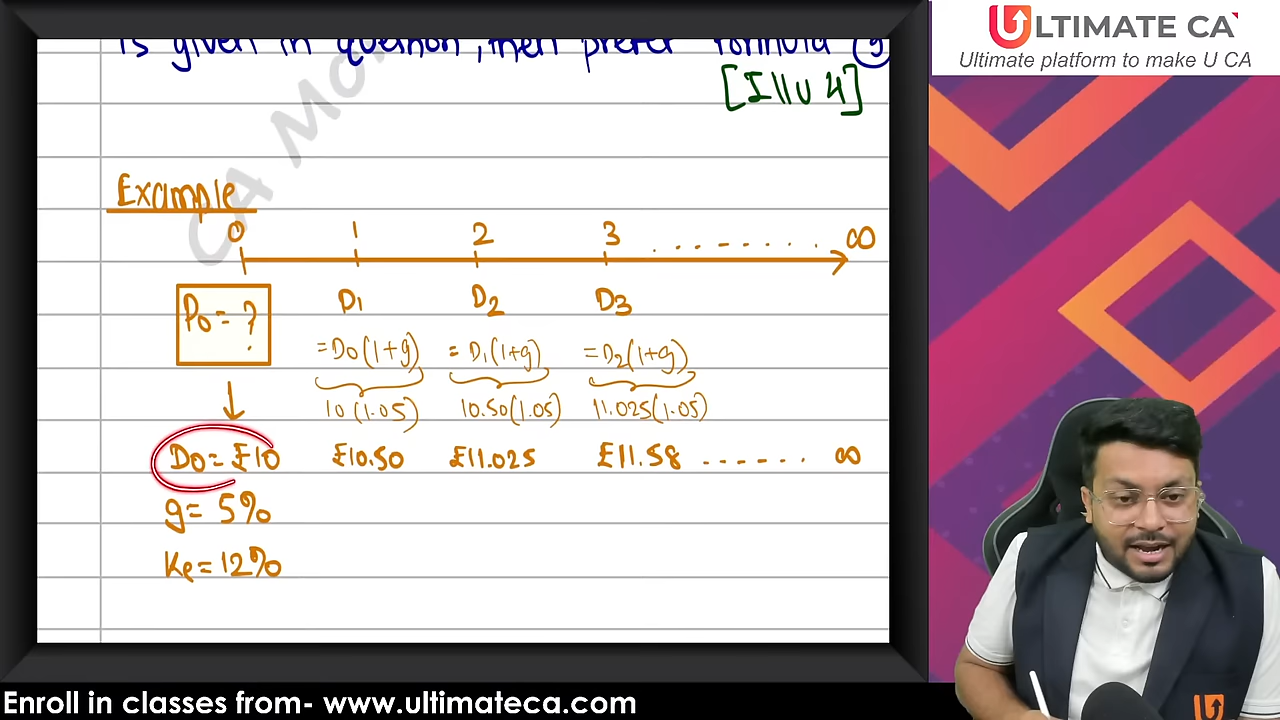 is given in question, then prefer formula
[Illu 4]
CA Mo
Example
0 1 2 3 ........ ∞
P0 = ? D1 D2 D3
=D0(1+g) = D1(1+g) =D2(1+g)
10(1.05) 10.50(1.05) 11.025(1.05)
D0 = £10 £10.50 £11.025 £11.58 ...... ∞
g = 5%
Ke = 12%
ULTIMATE CA
Ultimate platform to make U CA
Enroll in classes from- www.ultimateca.com